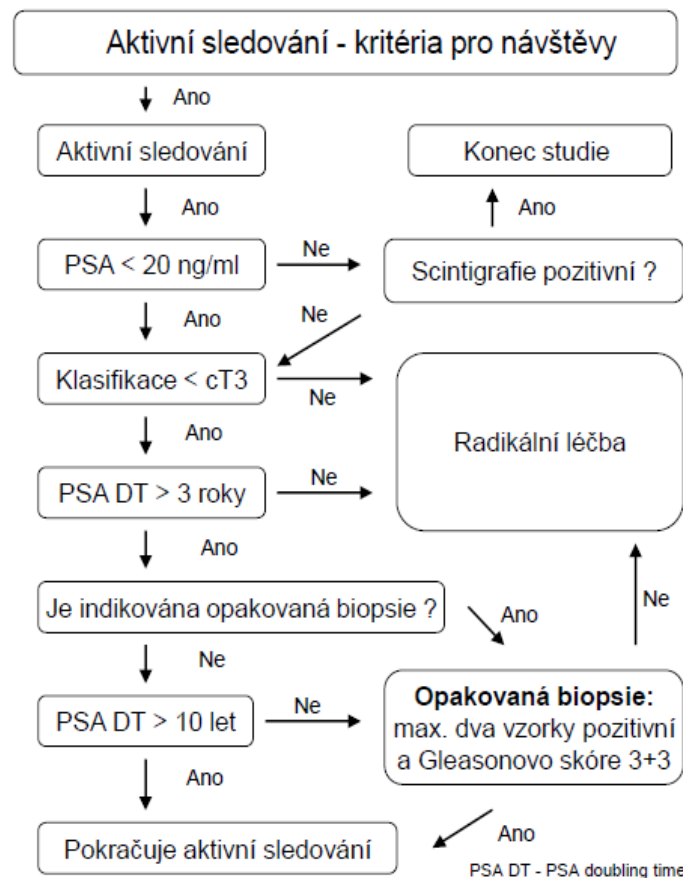 Aktivní sledování - kritéria pro návštěvy
Ano
Aktivní sledování
Konec studie
Ano
Ano
PSA < 20 ng/ml
Ne
Scintigrafie pozitivní ?
Ano
Ne
Klasifikace < cT3
Ne
Radikální léčba
Ano
PSA DT > 3 roky
Ne
Ano
Je indikována opakovaná biopsie ?
Ano
Ne
Ne
PSA DT > 10 let
Ne
Opakovaná biopsie:
max. dva vzorky pozitivní
a Gleasonovo skóre 3+3
Ano
Ano
Pokračuje aktivní sledování
PSA DT - PSA doubling time